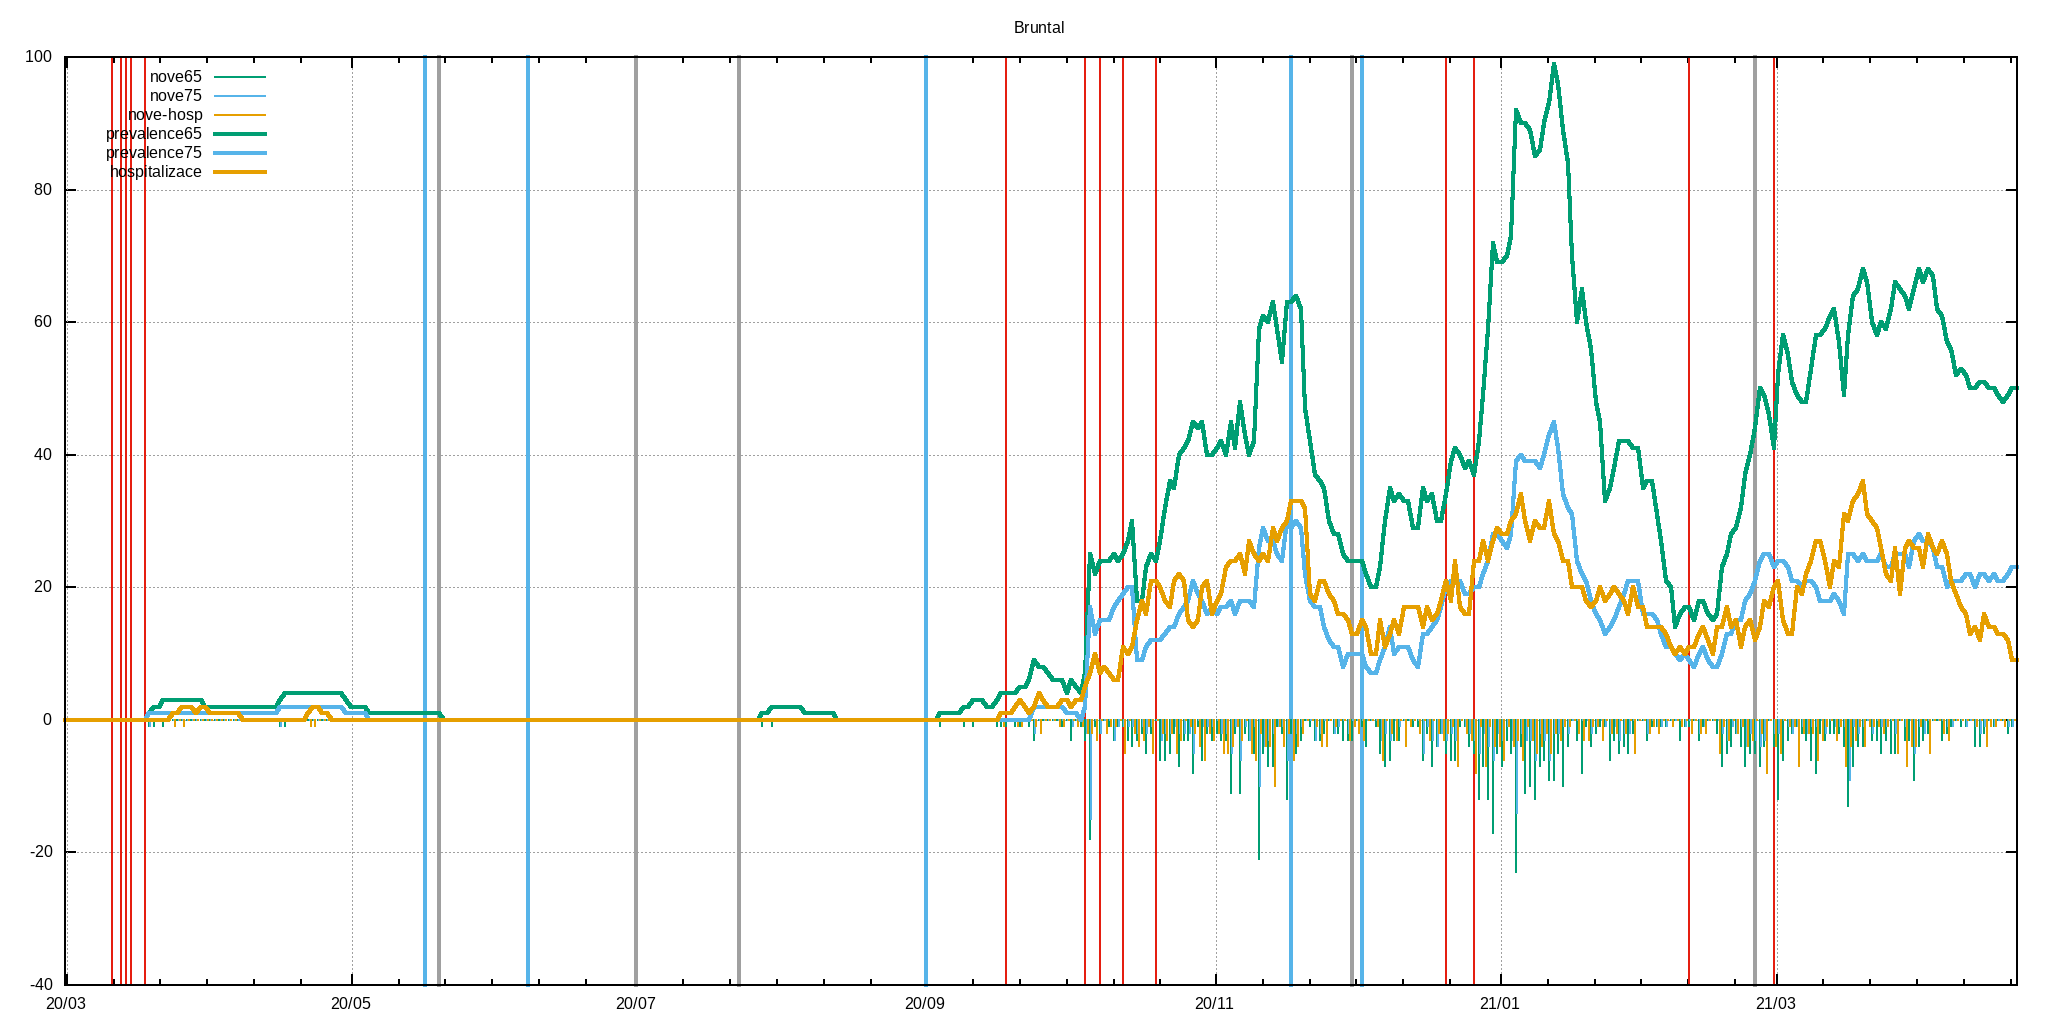 Bruntal
100
80
60
40
20
0
-20
-40
nove65
nove75
nove-hosp
prevalence65
prevalence75
hospitalizace
20/03 20/05 20/07 20/09 20/11 21/01 21/03